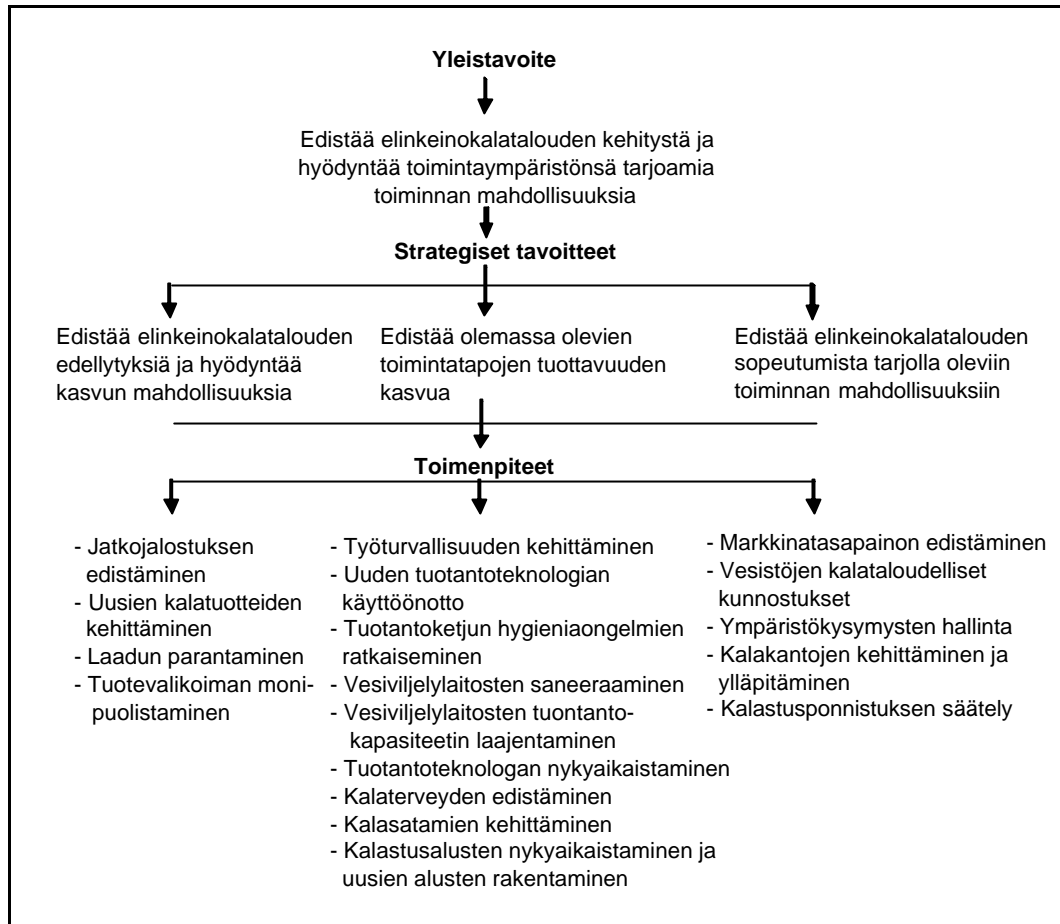 Yleistavoite
Edistää elinkeinokalatalouden kehitystä ja
hyödyntää toimintaympäristönsä tarjoamia
toiminnan mahdollisuuksia
Strategiset tavoitteet
Edistää elinkeinokalatalouden
edellytyksiä ja hyödyntää
kasvun mahdollisuuksia
Edistää olemassa olevien
toimintatapojen tuottavuuden
kasvua
Edistää elinkeinokalatalouden
sopeutumista tarjolla oleviin
toiminnan mahdollisuuksiin
Toimenpiteet
- Jatkojalostuksen
edistäminen
- Uusien kalatuotteiden
kehittäminen
- Laadun parantaminen
- Tuotevalikoiman moni-
puolistaminen
- Työturvallisuuden kehittäminen
- Uuden tuotantoteknologian
käyttöönotto
- Tuotantoketjun hygieniaongelmien
ratkaiseminen
- Vesiviljelylaitosten saneeraaminen
- Vesiviljelylaitosten tuontanto-
kapasiteetin laajentaminen
- Tuotantoteknologan nykyaikaistaminen
- Kalaterveyden edistäminen
- Kalasatamien kehittäminen
- Kalastusalusten nykyaikaistaminen ja
uusien alusten rakentaminen
- Markkinatasapainon edistäminen
- Vesistöjen kalataloudelliset
kunnostukset
- Ympäristökysymysten hallinta
- Kalakantojen kehittäminen ja
ylläpitäminen
- Kalastusponnistuksen säätely